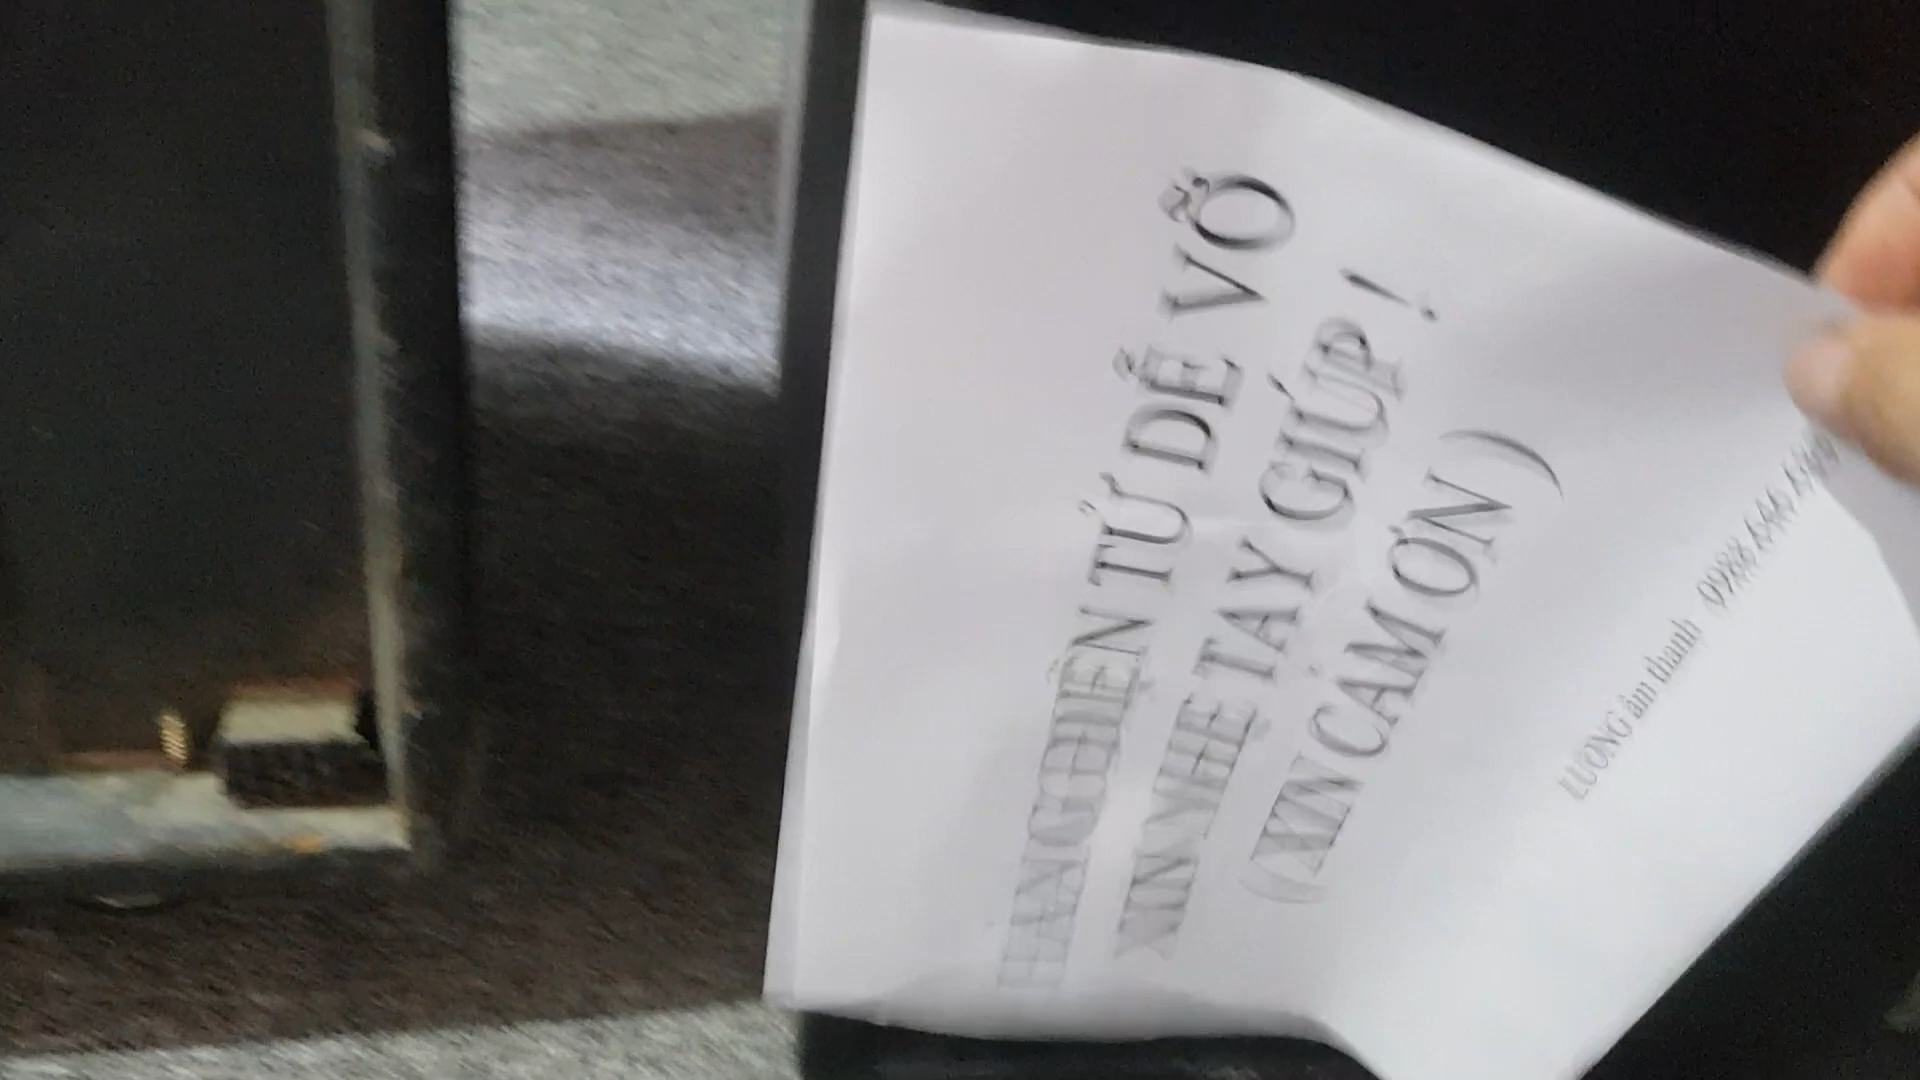 HÀNG ĐIỆN TỬ DỄ VỠ
XIN NHẸ TAY GIÚP !
( XIN CẢM ƠN )
LƯƠNG âm thanh